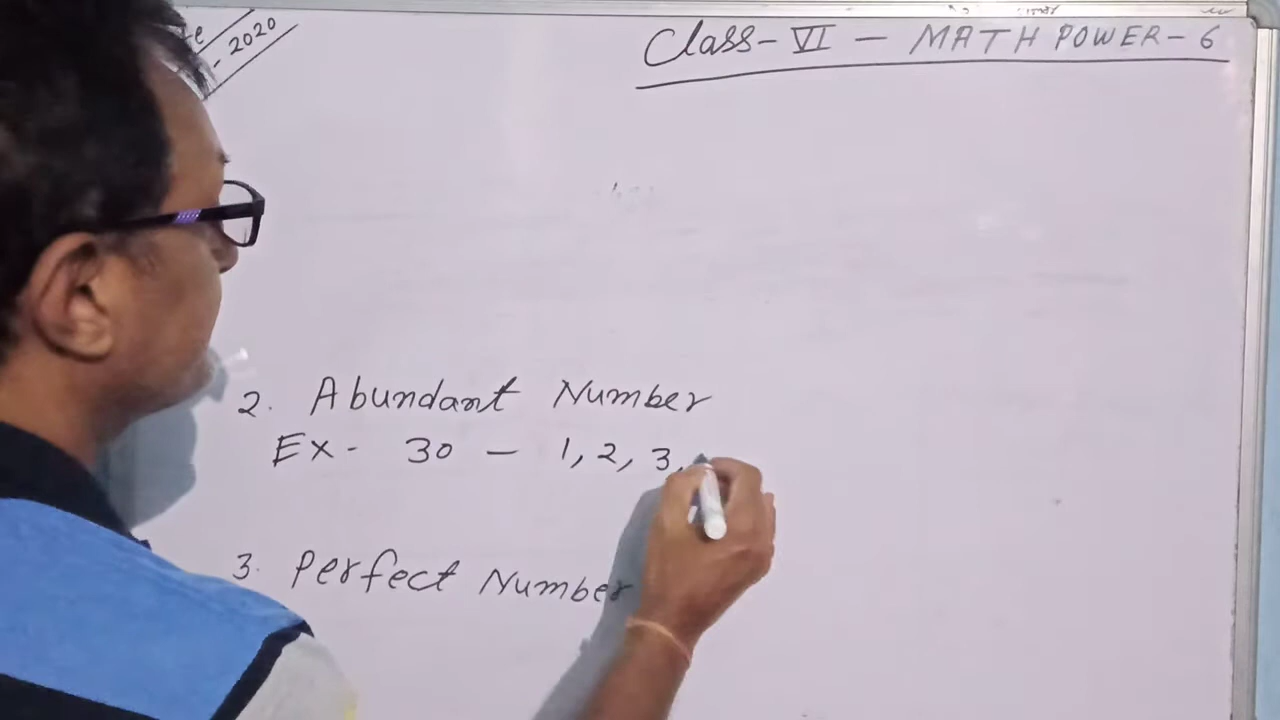 - 2020
Class - VI - MATH POWER - 6
2. Abundant Number
Ex - 30 - 1, 2, 3,
3. Perfect Number